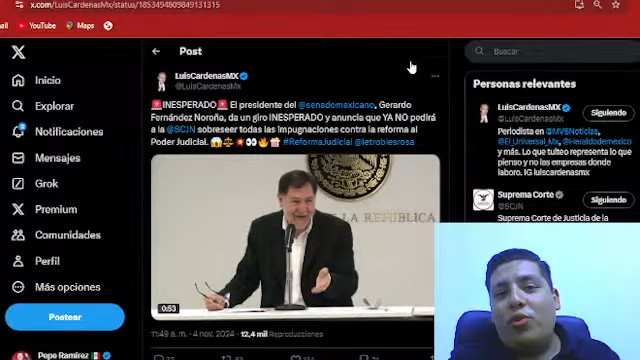 x.com/LuisCardenasMx/status/1853494809849131315
YouTube
Maps
Post
Buscar
Inicio
Explorar
2
Notificaciones
Mensajes
Grok
Premium
Comunidades
Perfil
Más opciones
Postear
Pepe Ramírez
LuisCardenasMX
@LuisCardenasMx
🚨INESPERADO🚨 El presidente del @senadomexicano, Gerardo
Fernández Noroña, da un giro INESPERADO y anuncia que YA NO pedirá
a la @SCJN sobreseer todas las impugnaciones contra la reforma al
Poder Judicial. #ReformaJudicial @letrobiesrosa
LA REPÚBLICA
0:53
11:49 a. m. · 4 nov. 2024 · 12,4 mil Reproducciones
Personas relevantes
LuisCardenasMX
@LuisCardenasMx
Siguiendo
Periodista en @MVSNoticias,
@El_Universal_Mx, @Heraldodemexico
y más. Lo que tuiteo representa lo que
pienso y no las empresas donde
laboro. IG luiscardenasmx
Suprema Corte
@SCJN
Siguiendo
Suprema Corte de Justicia de la